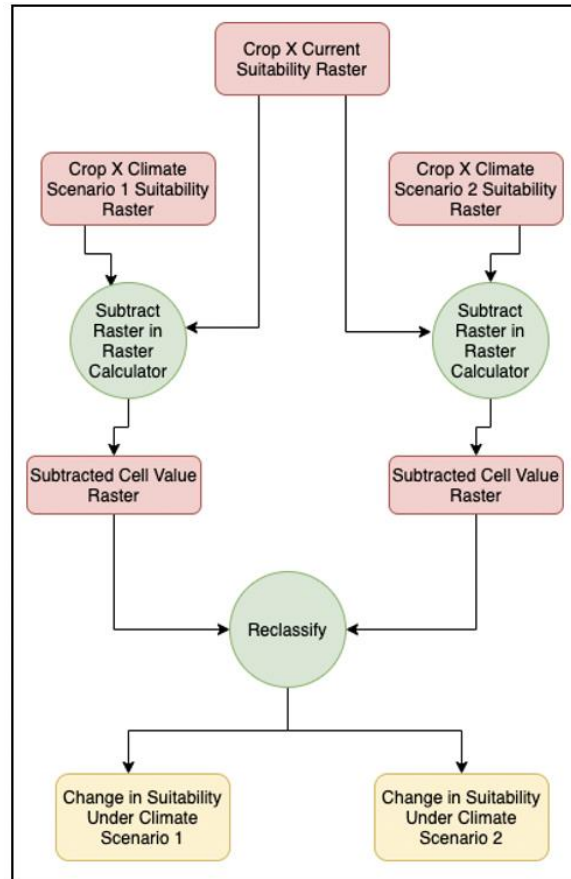 Crop X Current
Suitability Raster
Crop X Climate
Scenario 1 Suitability
Raster
Crop X Climate
Scenario 2 Suitability
Raster
Subtract
Raster in
Raster
Calculator
Subtract
Raster in
Raster
Calculator
Subtracted Cell Value
Raster
Subtracted Cell Value
Raster
Reclassify
Change in Suitability
Under Climate
Scenario 1
Change in Suitability
Under Climate
Scenario 2